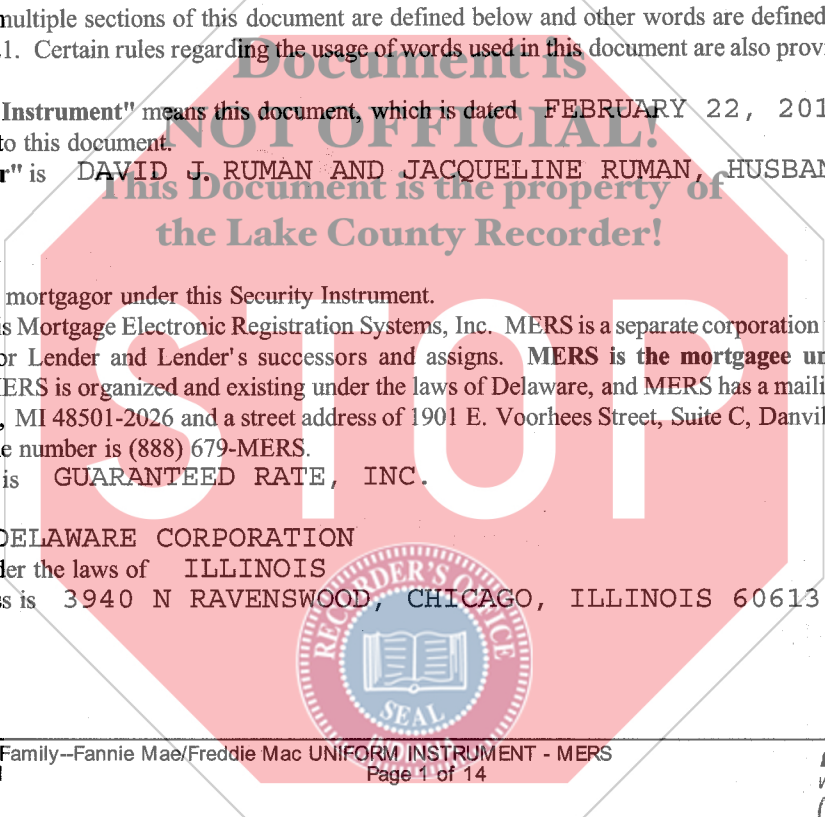 multiple sections of this document are defined below and other words are defined
.1. Certain rules regarding the usage of words used in this document are also provi
Document is
Instrument" means this document, which is dated FEBRUARY 22, 201
NOT OFFICIAL!
to this document.
r" is DAVID J. RUMAN AND JACQUELINE RUMAN, HUSBAN
This Document is the property of
the Lake County Recorder!
mortgagor under this Security Instrument.
is Mortgage Electronic Registration Systems, Inc. MERS is a separate corporation
or Lender and Lender's successors and assigns. MERS is the mortgagee un
MERS is organized and existing under the laws of Delaware, and MERS has a maili
, MI 48501-2026 and a street address of 1901 E. Voorhees Street, Suite C, Danvil
e number is (888) 679-MERS.
STOP
is GUARANTEED RATE, INC.
DELAWARE CORPORATION
der the laws of ILLINOIS
ss is 3940 N RAVENSWOOD, CHICAGO, ILLINOIS 60613
RECORDER'S OFFICE
SEAL
INDIANA
Family--Fannie Mae/Freddie Mac UNIFORM INSTRUMENT - MERS
Page 1 of 14